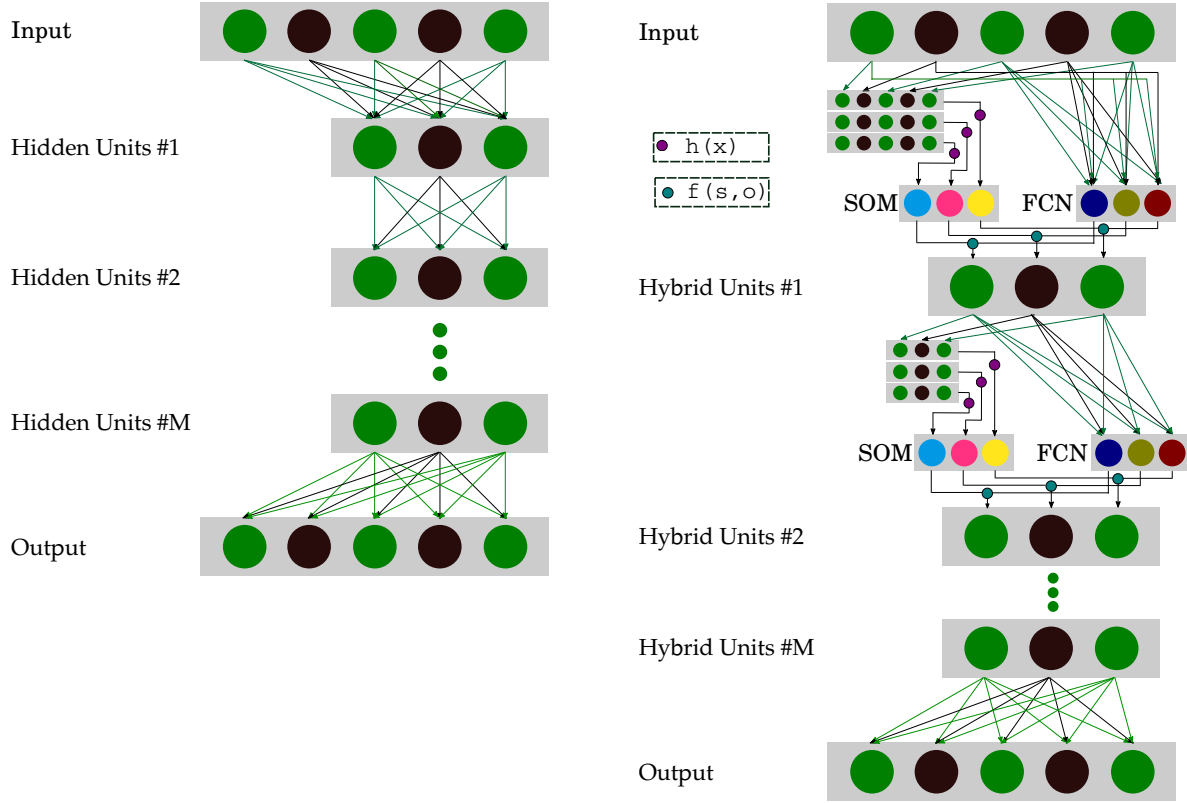 Input
Hidden Units #1
Hidden Units #2
Hidden Units #M
Output
Input
h(x)
f(s,o)
SOM
FCN
Hybrid Units #1
SOM
FCN
Hybrid Units #2
Hybrid Units #M
Output